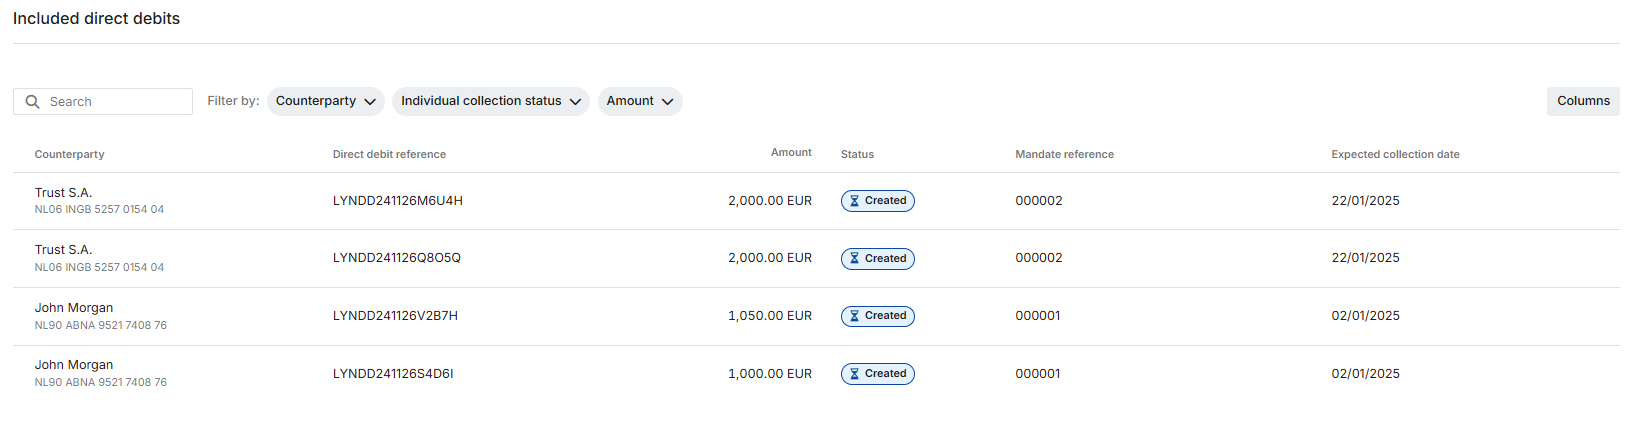 Included direct debits
Search Filter by: Counterparty Individual collection status Amount Columns
Counterparty Direct debit reference Amount Status Mandate reference Expected collection date
Trust S.A.
NL06 INGB 5257 0154 04
LYNDD241126M6U4H 2,000.00 EUR Created 000002 22/01/2025
Trust S.A.
NL06 INGB 5257 0154 04
LYNDD241126Q8O5Q 2,000.00 EUR Created 000002 22/01/2025
John Morgan
NL90 ABNA 9521 7408 76
LYNDD241126V2B7H 1,050.00 EUR Created 000001 02/01/2025
John Morgan
NL90 ABNA 9521 7408 76
LYNDD241126S4D6I 1,000.00 EUR Created 000001 02/01/2025